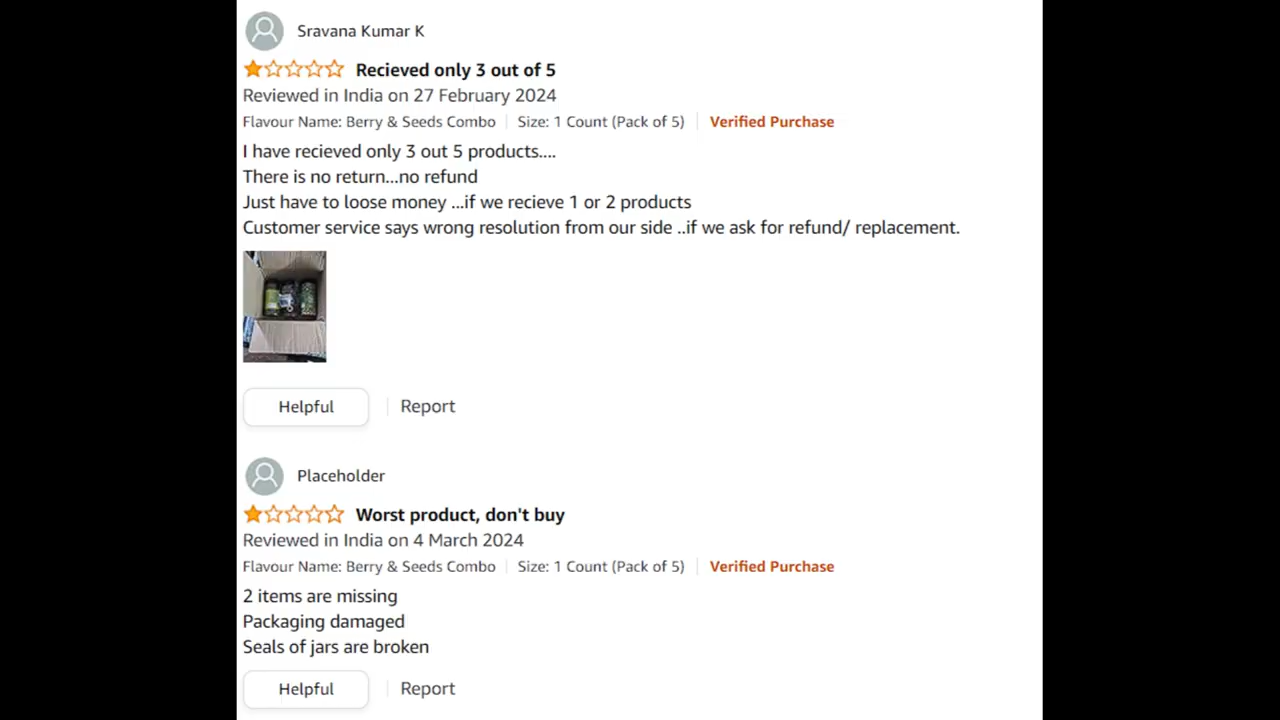 Sravana Kumar K
Recieved only 3 out of 5
Reviewed in India on 27 February 2024
Flavour Name: Berry & Seeds Combo | Size: 1 Count (Pack of 5) | Verified Purchase
I have recieved only 3 out 5 products....
There is no return...no refund
Just have to loose money ...if we recieve 1 or 2 products
Customer service says wrong resolution from our side ..if we ask for refund/ replacement.
Helpful | Report
Placeholder
Worst product, don't buy
Reviewed in India on 4 March 2024
Flavour Name: Berry & Seeds Combo | Size: 1 Count (Pack of 5) | Verified Purchase
2 items are missing
Packaging damaged
Seals of jars are broken
Helpful | Report